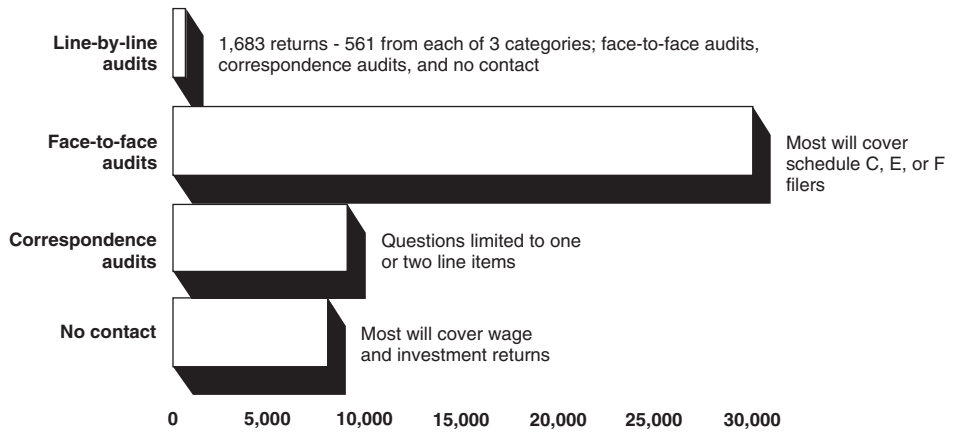 Line-by-line
audits
1,683 returns - 561 from each of 3 categories; face-to-face audits,
correspondence audits, and no contact
Face-to-face
audits
Most will cover
schedule C, E, or F
filers
Correspondence
audits
Questions limited to one
or two line items
No contact
Most will cover wage
and investment returns
0 5,000 10,000 15,000 20,000 25,000 30,000